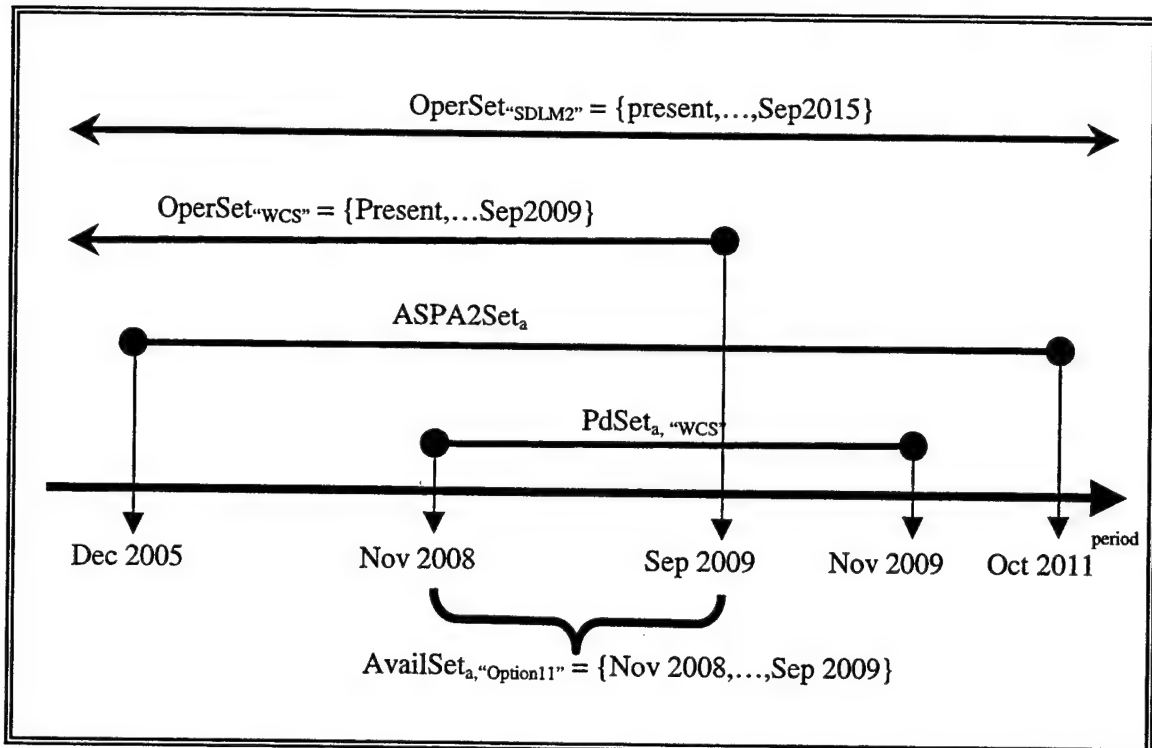 OperSet“SDLM2” = {present,…,Sep2015}
OperSet“WCS” = {Present,…Sep2009}
ASPA2Seta
PdSeta, “WCS”
period
Dec 2005 Nov 2008 Sep 2009 Nov 2009 Oct 2011
AvailSeta,“Option11” = {Nov 2008,…,Sep 2009}